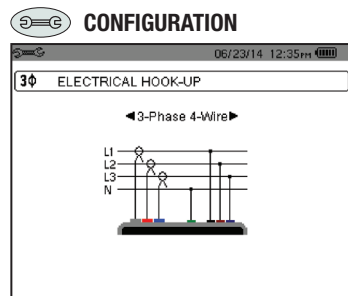 CONFIGURATION
06/23/14 12:35PM
3Φ ELECTRICAL HOOK-UP
◄3-Phase 4-Wire►
L1
L2
L3
N